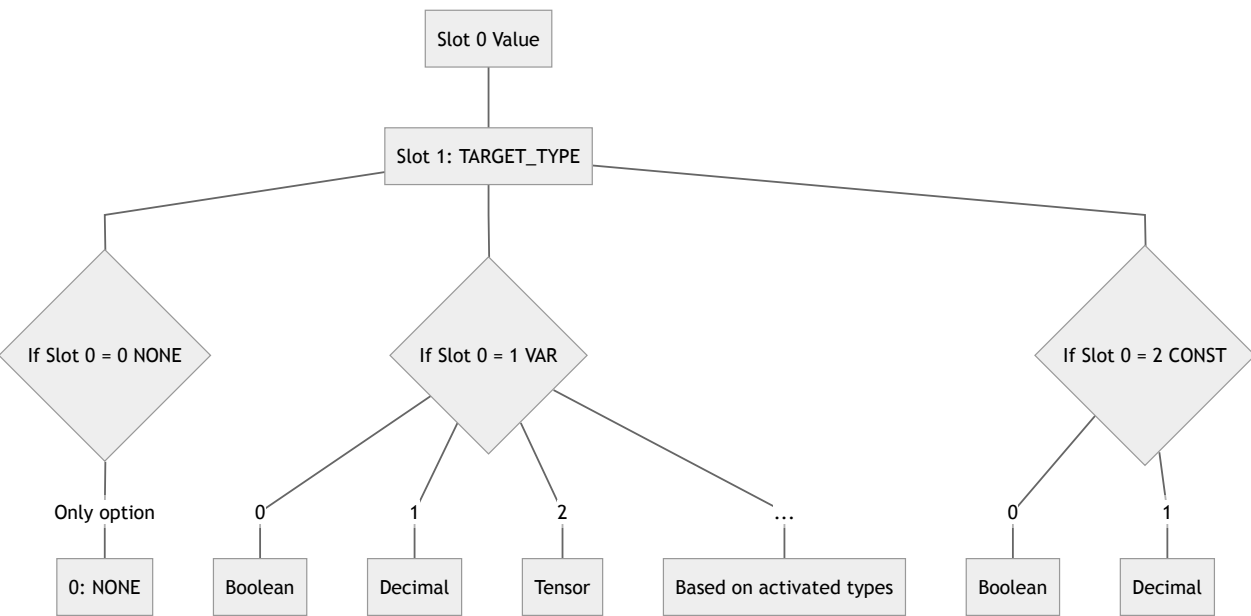 Slot 0 Value
Slot 1: TARGET_TYPE
If Slot 0 = 0 NONE
If Slot 0 = 1 VAR
If Slot 0 = 2 CONST
Only option
0
1
2
...
0
1
0: NONE
Boolean
Decimal
Tensor
Based on activated types
Boolean
Decimal